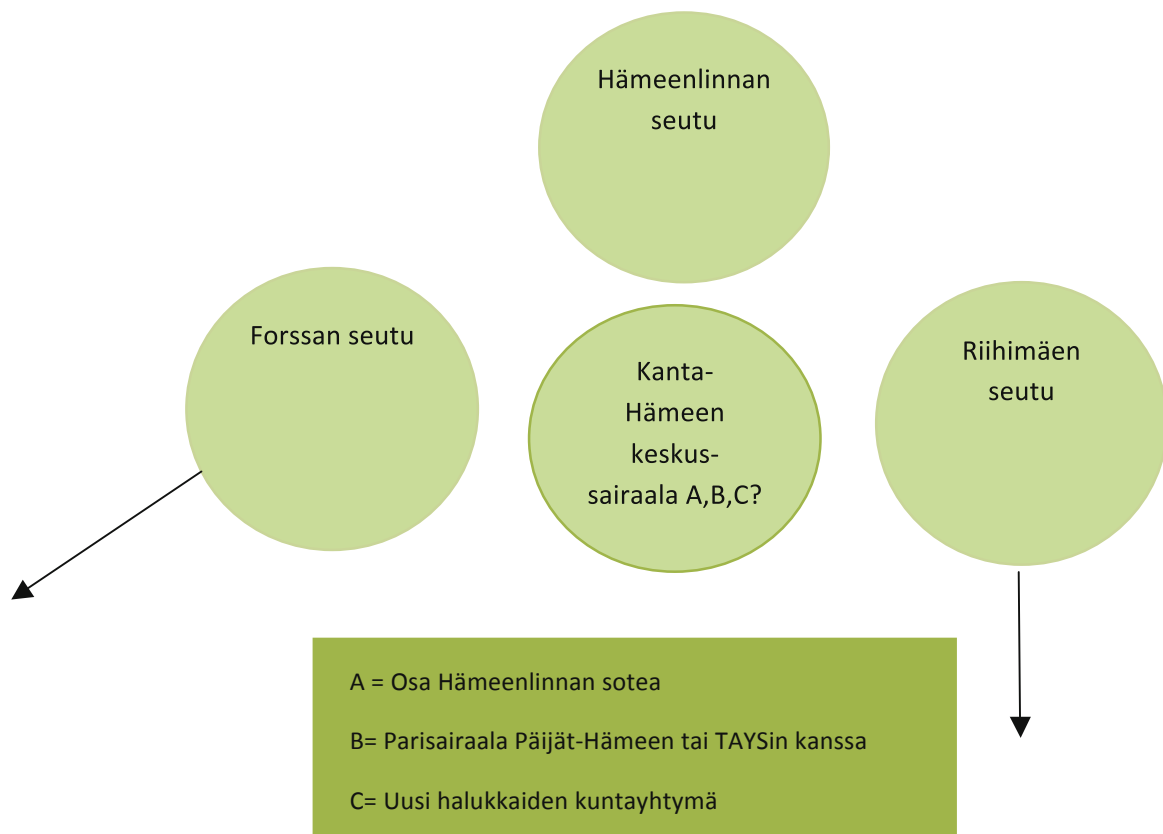 Hämeenlinnan
seutu
Forssan seutu
Kanta-
Hämeen
keskus-
sairaala A,B,C?
Riihimäen
seutu
A = Osa Hämeenlinnan sotea
B= Parisairaala Päijät-Hämeen tai TAYSin kanssa
C= Uusi halukkaiden kuntayhtymä